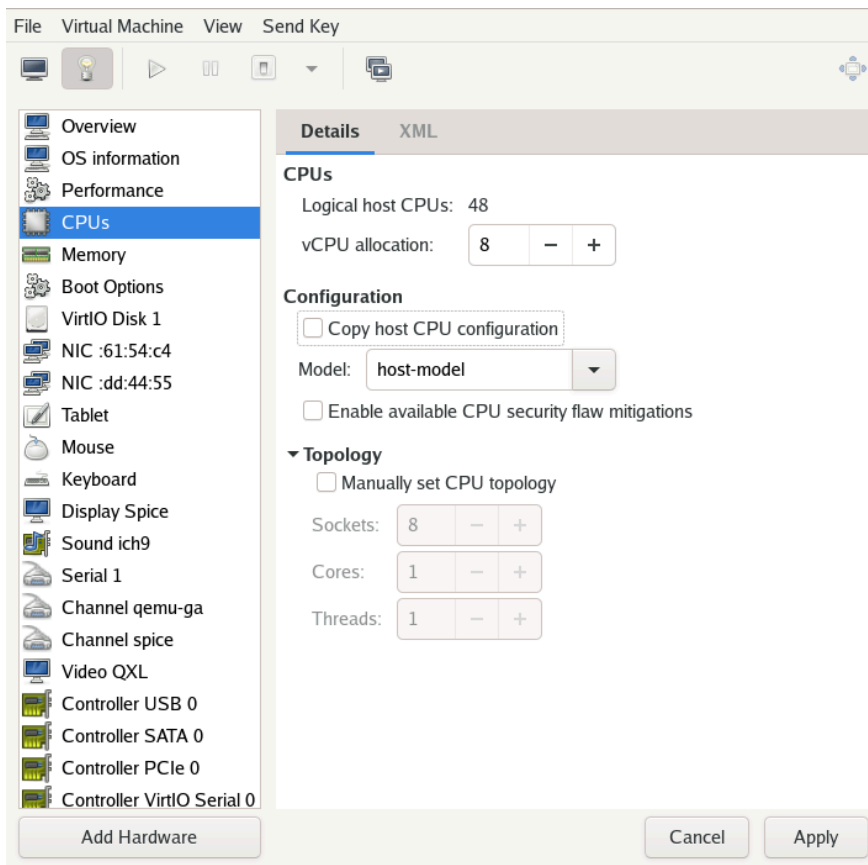 File Virtual Machine View Send Key
Overview
OS information
Performance
CPUs
Memory
Boot Options
VirtIO Disk 1
NIC :61:54:c4
NIC :dd:44:55
Tablet
Mouse
Keyboard
Display Spice
Sound ich9
Serial 1
Channel qemu-ga
Channel spice
Video QXL
Controller USB 0
Controller SATA 0
Controller PCIe 0
Controller VirtIO Serial 0
Add Hardware
Details XML
CPUs
Logical host CPUs: 48
vCPU allocation: 8 − +
Configuration
Copy host CPU configuration
Model: host-model
Enable available CPU security flaw mitigations
Topology
Manually set CPU topology
Sockets: 8 − +
Cores: 1 − +
Threads: 1 − +
Cancel Apply